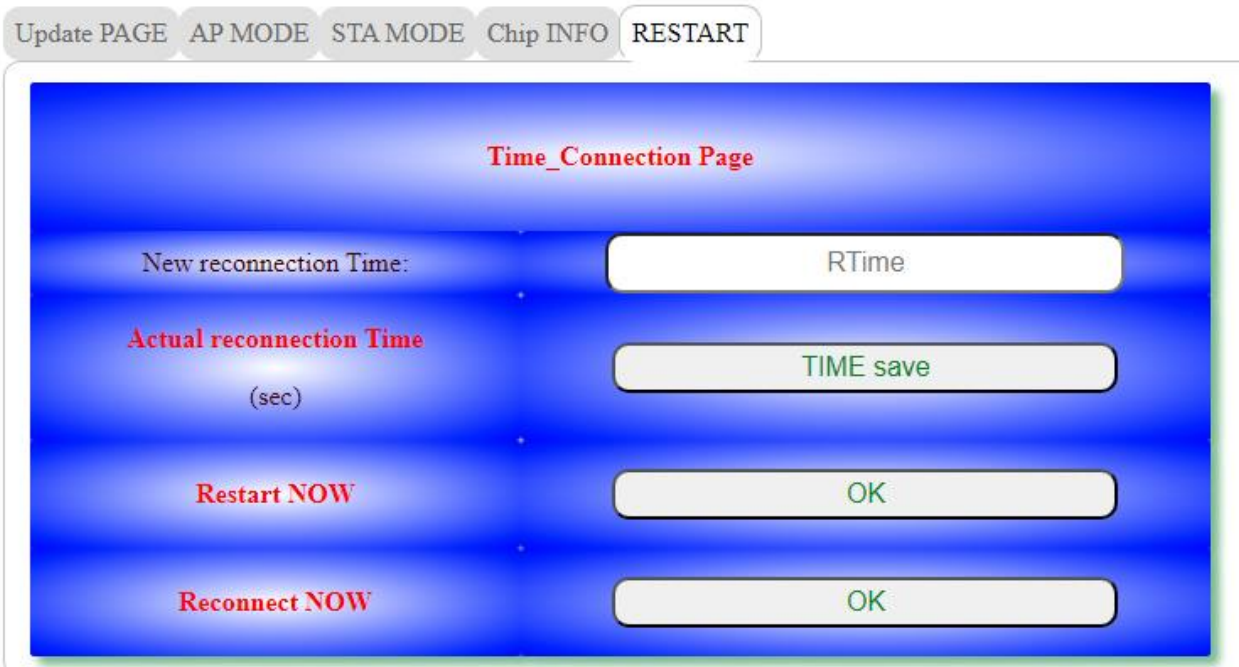 Update PAGE AP MODE STA MODE Chip INFO RESTART
Time_Connection Page
New reconnection Time: RTime
Actual reconnection Time
(sec)
TIME save
Restart NOW OK
Reconnect NOW OK